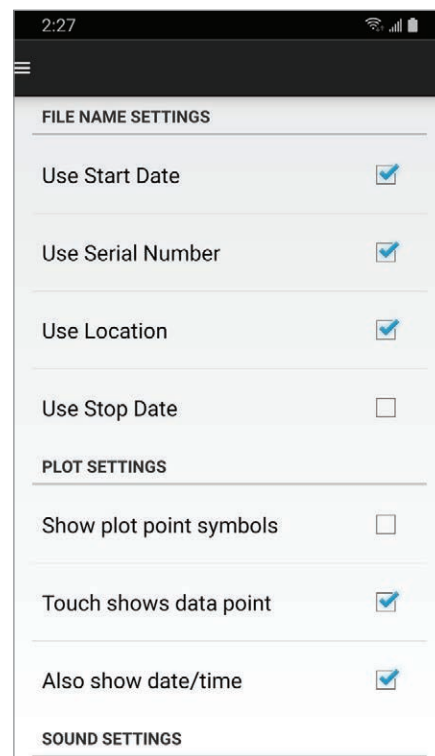 2:27
FILE NAME SETTINGS
Use Start Date
Use Serial Number
Use Location
Use Stop Date
PLOT SETTINGS
Show plot point symbols
Touch shows data point
Also show date/time
SOUND SETTINGS